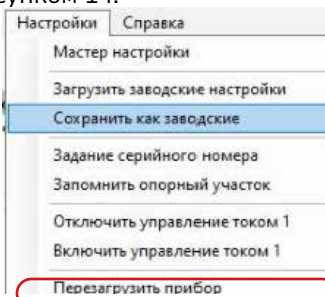 Настройки Справка
Мастер настройки
Загрузить заводские настройки
Сохранить как заводские
Задание серийного номера
Запомнить опорный участок
Отключить управление током 1
Включить управление током 1
Перезагрузить прибор